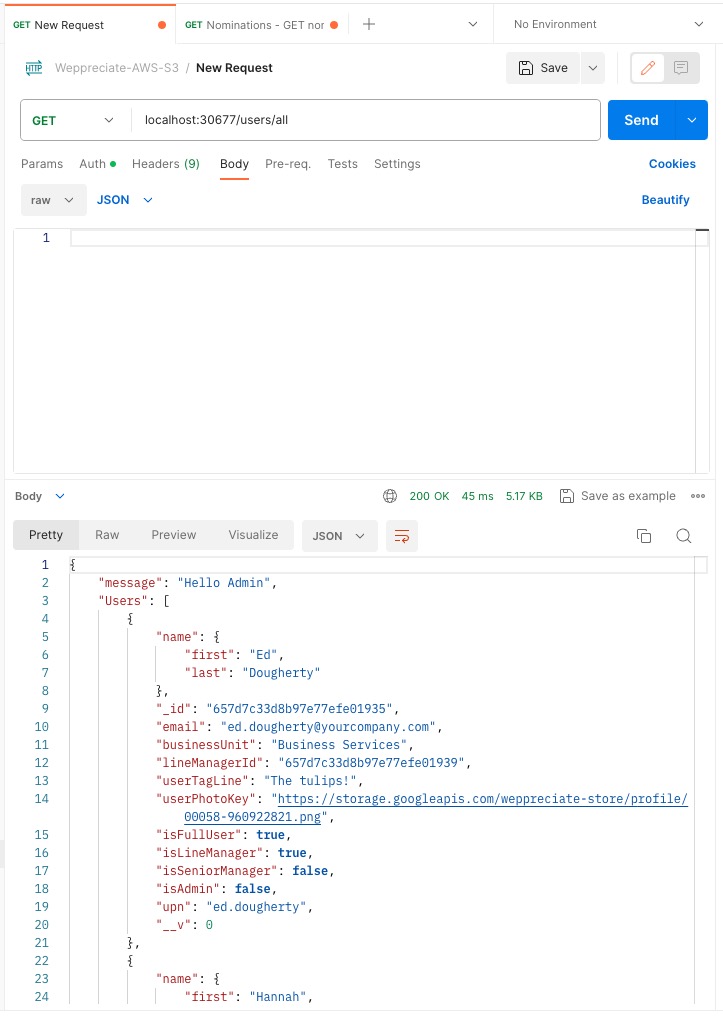 GET New Request
GET Nominations - GET nor
No Environment
HTTP Weppreciate-AWS-S3 / New Request
Save
GET localhost:30677/users/all
Send
Params Auth Headers (9) Body Pre-req. Tests Settings Cookies
raw JSON Beautify
1
Body 200 OK 45 ms 5.17 KB Save as example
Pretty Raw Preview Visualize JSON
1 {
2 "message": "Hello Admin",
3 "Users": [
4 {
5 "name": {
6 "first": "Ed",
7 "last": "Dougherty"
8 },
9 "_id": "657d7c33d8b97e77efe01935",
10 "email": "ed.dougherty@yourcompany.com",
11 "businessUnit": "Business Services",
12 "lineManagerId": "657d7c33d8b97e77efe01939",
13 "userTagLine": "The tulips!",
14 "userPhotoKey": "https://storage.googleapis.com/weppreciate-store/profile/
00058-960922821.png",
15 "isFullUser": true,
16 "isLineManager": true,
17 "isSeniorManager": false,
18 "isAdmin": false,
19 "upn": "ed.dougherty",
20 "__v": 0
21 },
22 {
23 "name": {
24 "first": "Hannah",